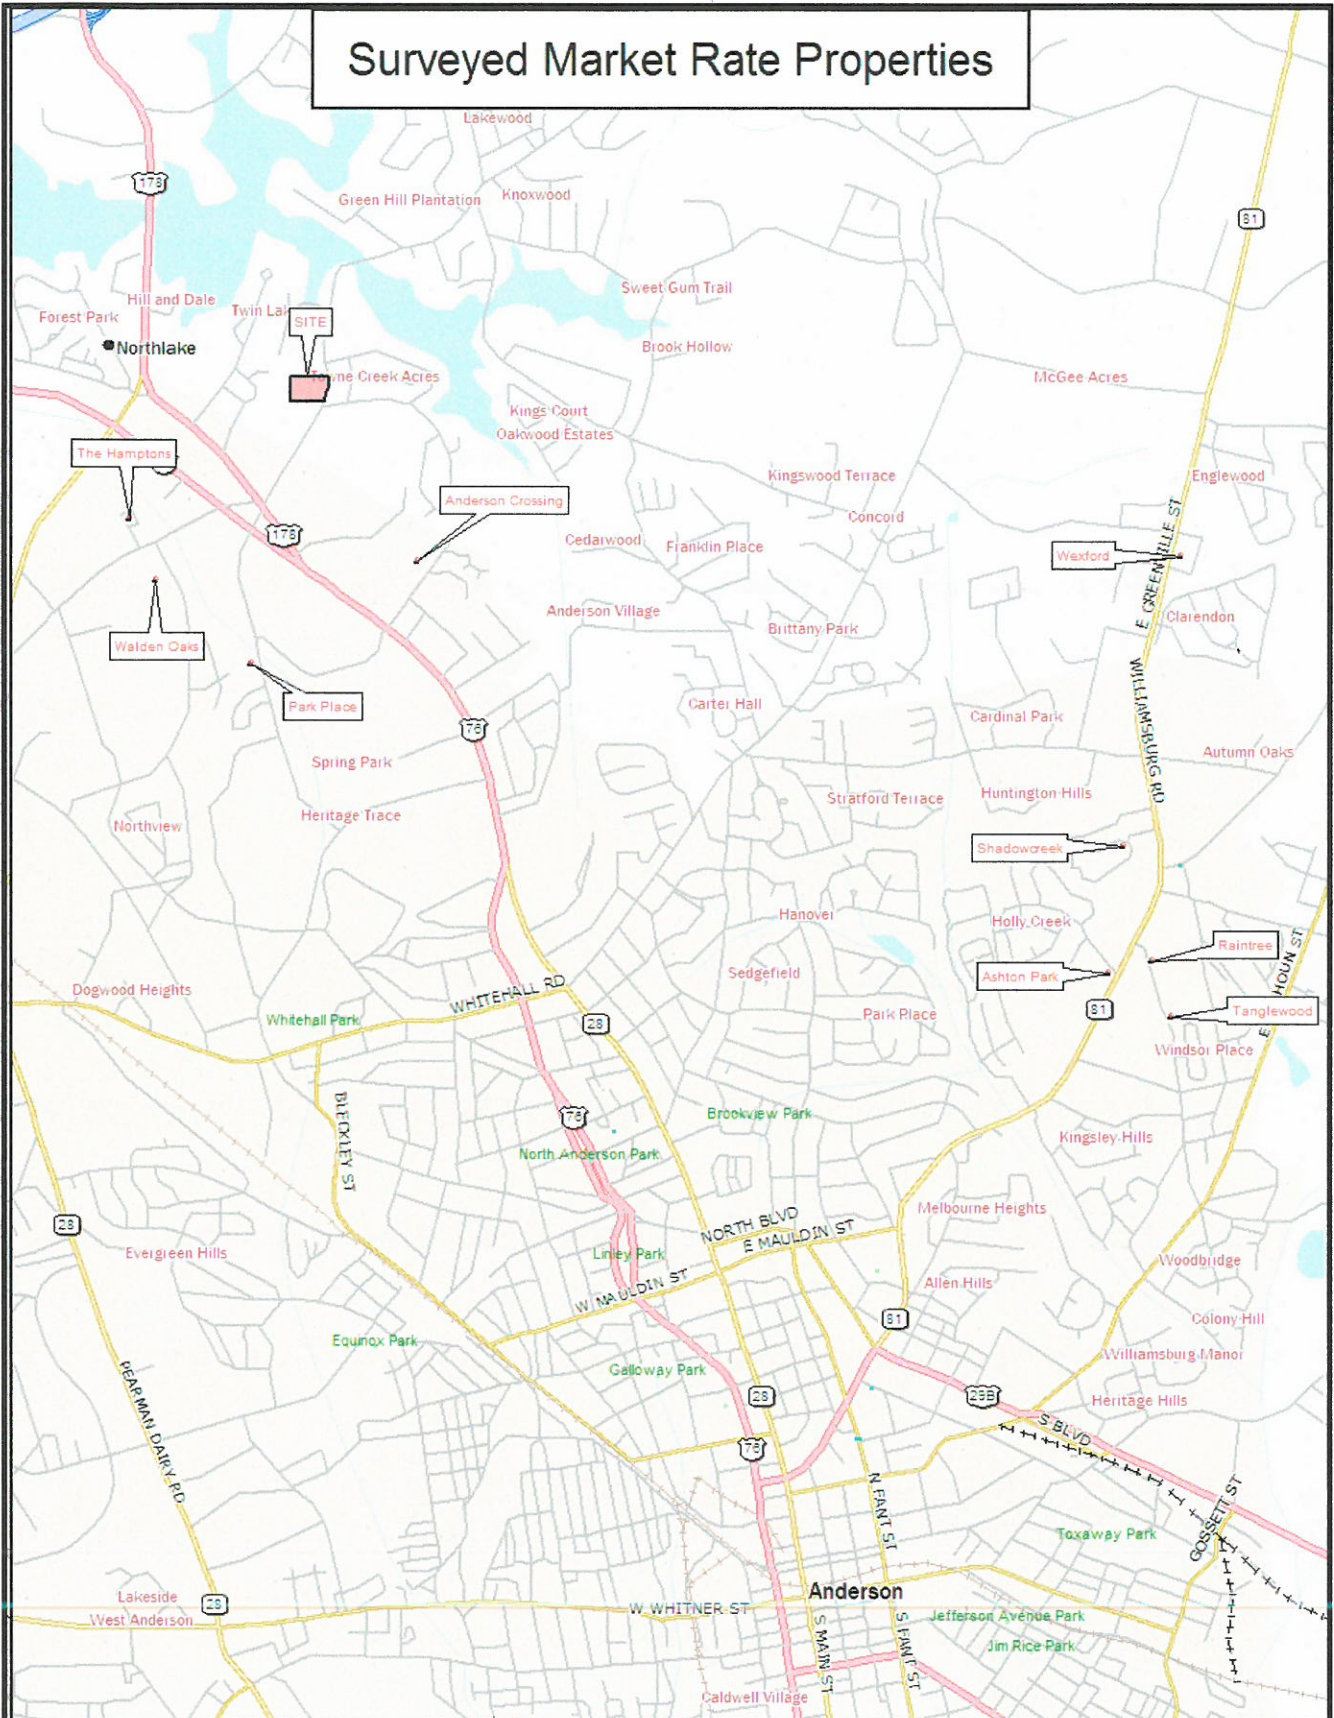 Surveyed Market Rate Properties
Lakewood
178
Green Hill Plantation
Knoxwood
81
Hill and Dale
Sweet Gum Trail
Forest Park
Twin Lak
SITE
Northlake
Brook Hollow
Towne Creek Acres
McGee Acres
Kings Court
Oakwood Estates
The Hamptons
Kingswood Terrace
Englewood
Anderson Crossing
Concord
178
Cedarwood
Franklin Place
Wexford
E GREENVILLE ST
Anderson Village
Clarendon
Brittany Park
Walden Oaks
Park Place
Carter Hall
Cardinal Park
WILLIAMSBURG RD
76
Spring Park
Autumn Oaks
Huntington Hills
Stratford Terrace
Heritage Trace
Northview
Shadowcreek
Hanover
Holly Creek
Raintree
HOUN ST
E
Sedgefield
Ashton Park
Dogwood Heights
WHITEHALL RD
Whitehall Park
28
Park Place
81
Tanglewood
Windsor Place
BLECKLEY ST
76
Brookview Park
Kingsley Hills
North Anderson Park
28
Melbourne Heights
NORTH BLVD
E MAULDIN ST
Evergreen Hills
Linley Park
Woodbridge
W MAULDIN ST
Allen Hills
81
Colony Hill
Equinox Park
Williamsburg Manor
Galloway Park
PEARMAN DAIRY RD
28
29B
Heritage Hills
S BLVD
76
N FANT ST
GOSSETT ST
Toxaway Park
Anderson
Lakeside
West Anderson
28
W WHITNER ST
Jefferson Avenue Park
S MAIN ST
S FANT ST
Jim Rice Park
Caldwell Village